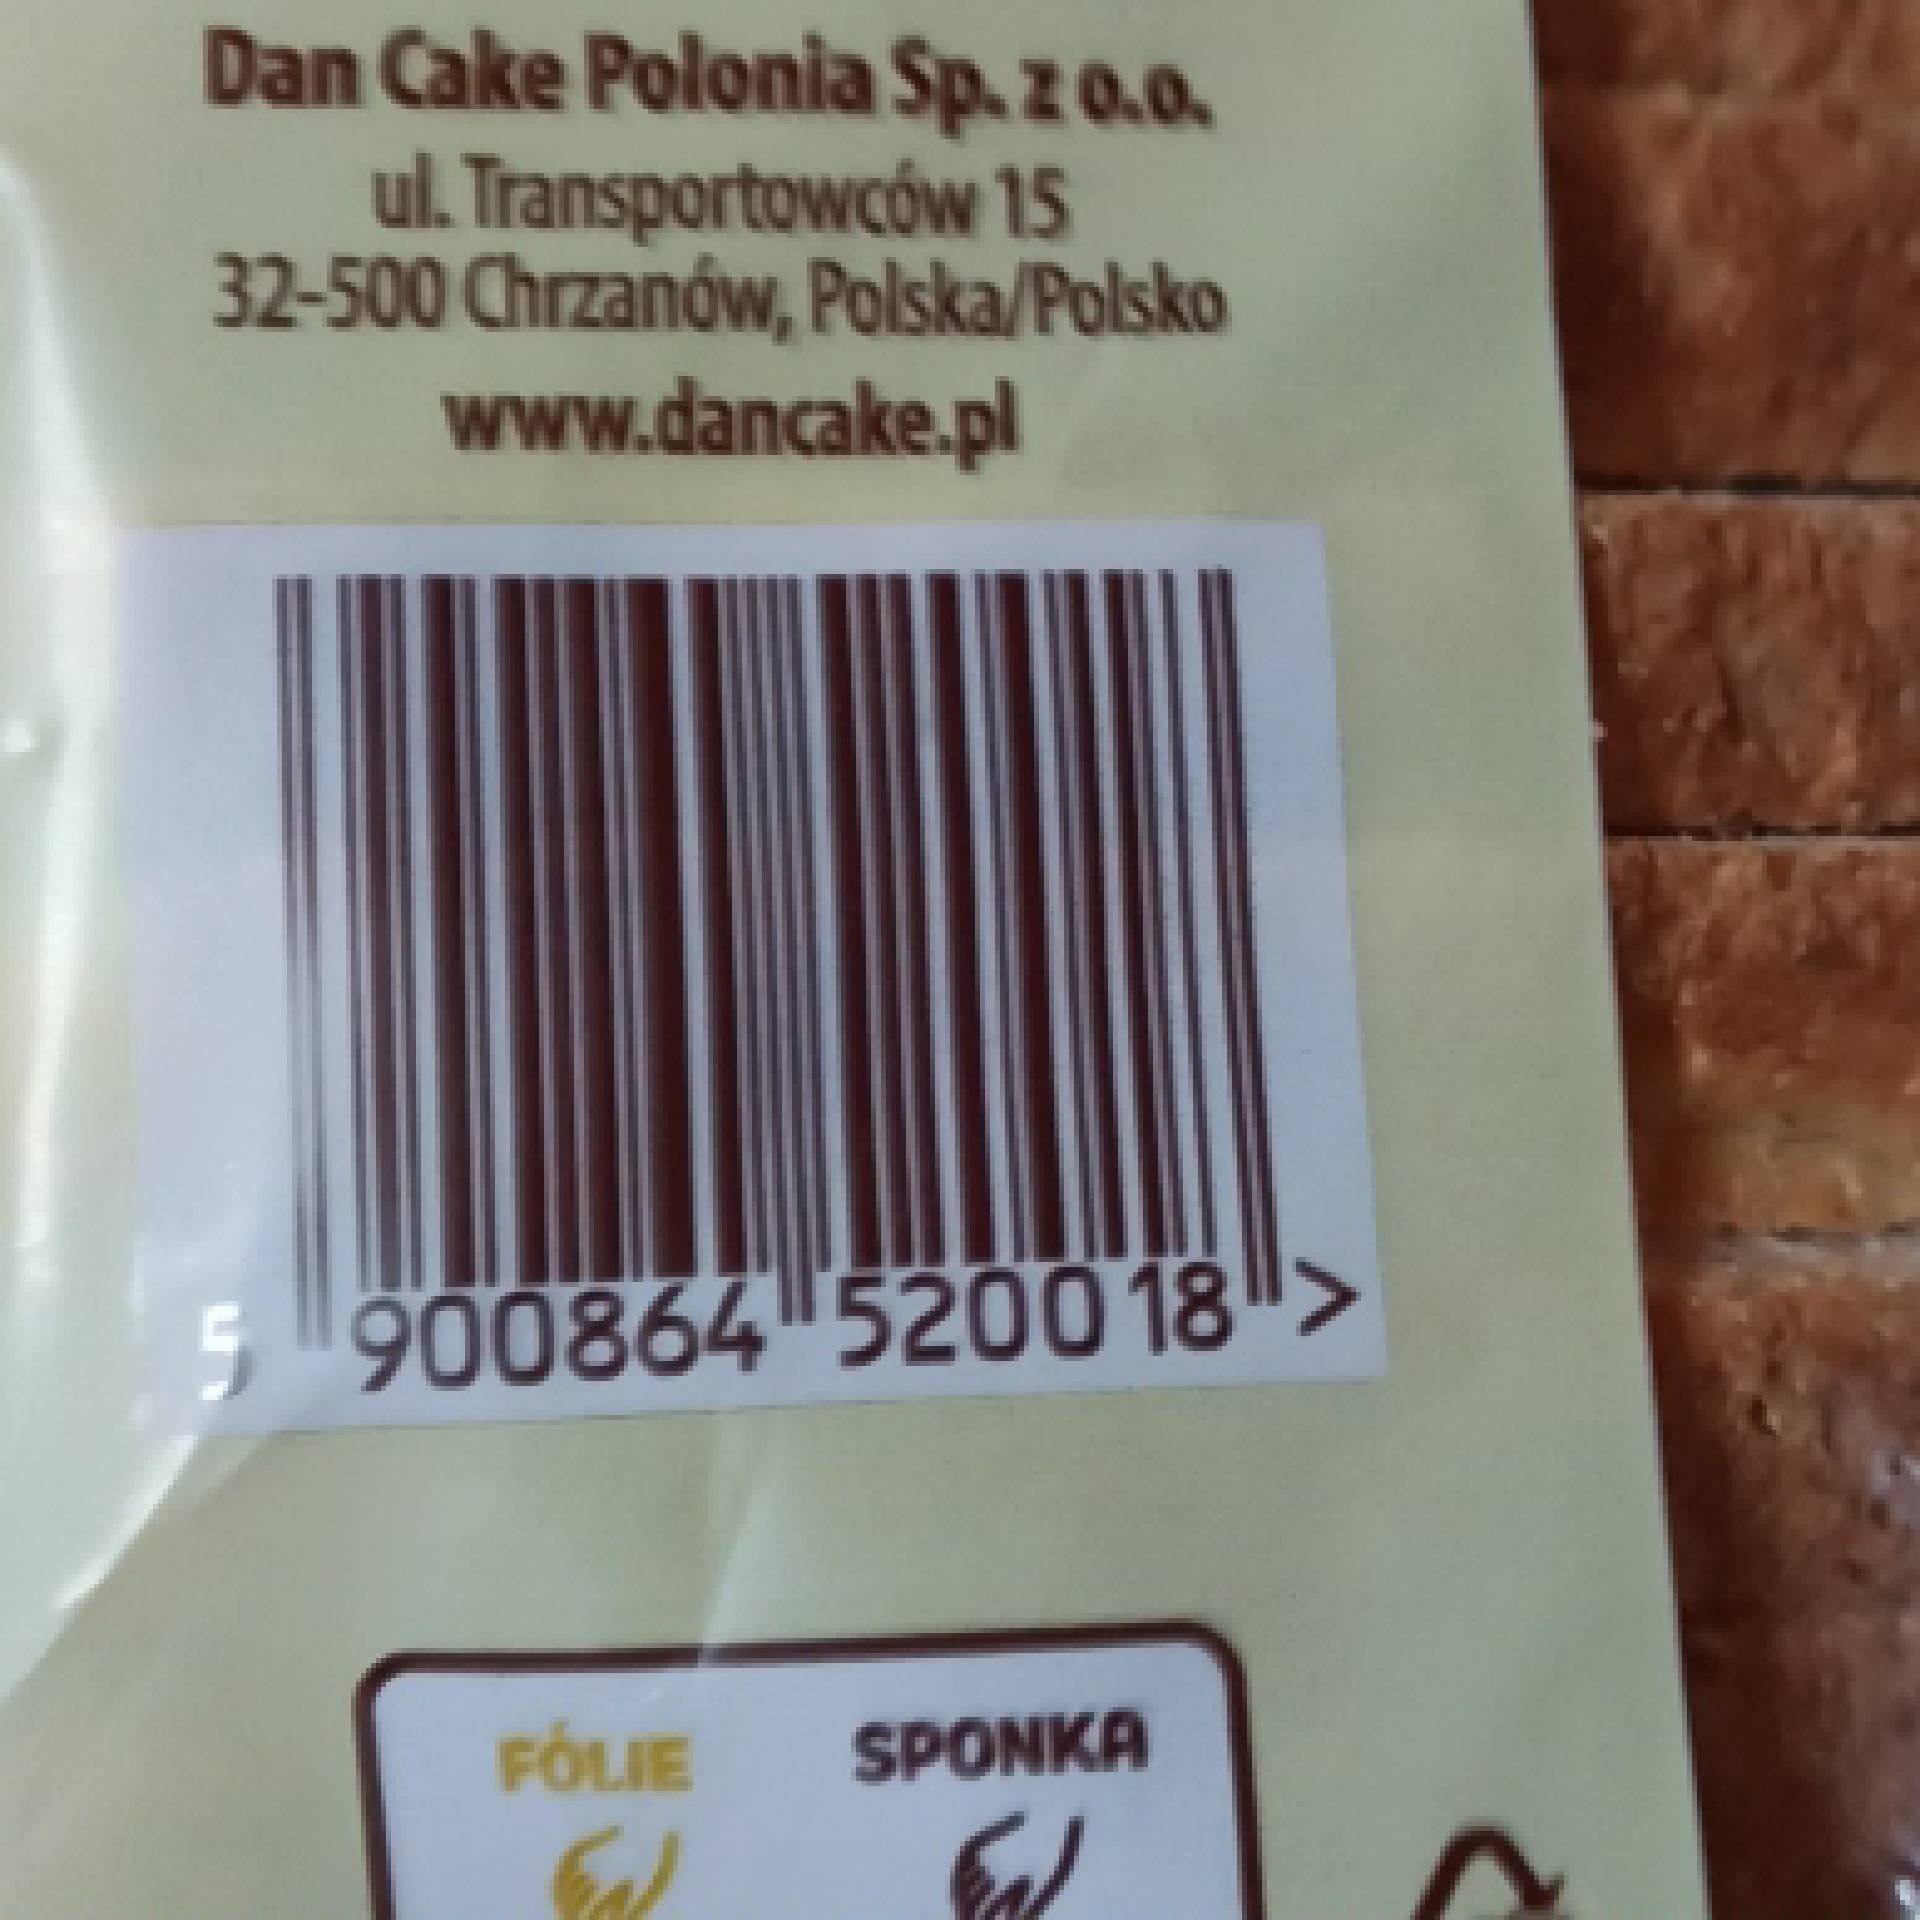 Dan Cake Polonia Sp. z o.o.
ul. Transportowców 15
32-500 Chrzanów, Polska/Polsko
www.dancake.pl
5 900864 520018 >
FÓLIE SPONKA